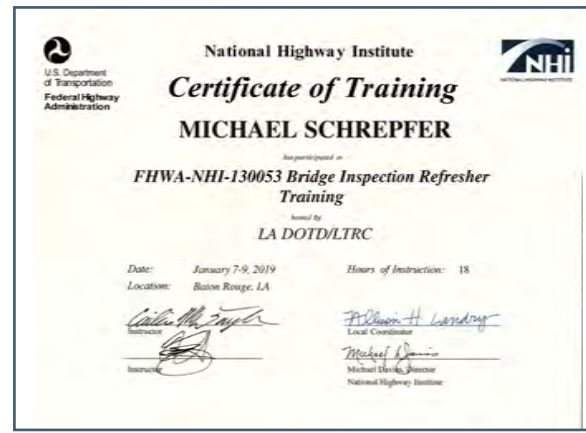 U.S. Department
of Transportation
Federal Highway
Administration
National Highway Institute
NHI
NATIONAL HIGHWAY INSTITUTE
Certificate of Training
MICHAEL SCHREPFER
has participated in
FHWA-NHI-130053 Bridge Inspection Refresher
Training
hosted by
LA DOTD/LTRC
Date: January 7-9, 2019 Hours of Instruction: 18
Location: Baton Rouge, LA
Allison H Landry
Instructor Local Coordinator
Instructor Michael Davies, Director
National Highway Institute